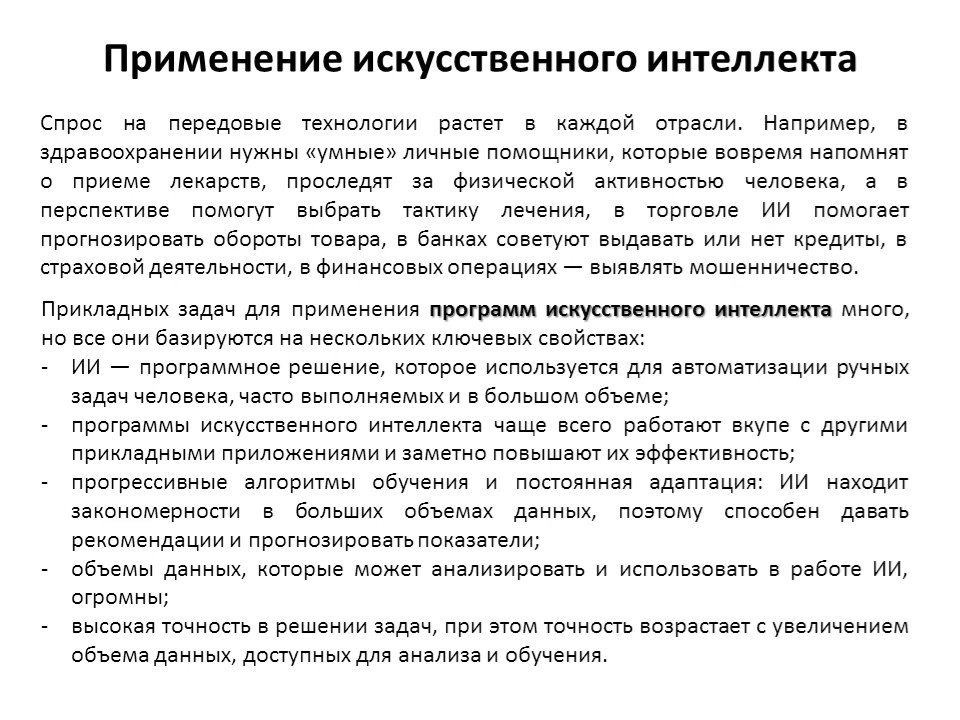 Применение искусственного интеллекта
Спрос на передовые технологии растет в каждой отрасли. Например, в
здравоохранении нужны «умные» личные помощники, которые вовремя напомнят
о приеме лекарств, проследят за физической активностью человека, а в
перспективе помогут выбрать тактику лечения, в торговле ИИ помогает
прогнозировать обороты товара, в банках советуют выдавать или нет кредиты, в
страховой деятельности, в финансовых операциях — выявлять мошенничество.
Прикладных задач для применения программ искусственного интеллекта много,
но все они базируются на нескольких ключевых свойствах:
- ИИ — программное решение, которое используется для автоматизации ручных
задач человека, часто выполняемых и в большом объеме;
- программы искусственного интеллекта чаще всего работают вкупе с другими
прикладными приложениями и заметно повышают их эффективность;
- прогрессивные алгоритмы обучения и постоянная адаптация: ИИ находит
закономерности в больших объемах данных, поэтому способен давать
рекомендации и прогнозировать показатели;
- объемы данных, которые может анализировать и использовать в работе ИИ,
огромны;
- высокая точность в решении задач, при этом точность возрастает с увеличением
объема данных, доступных для анализа и обучения.